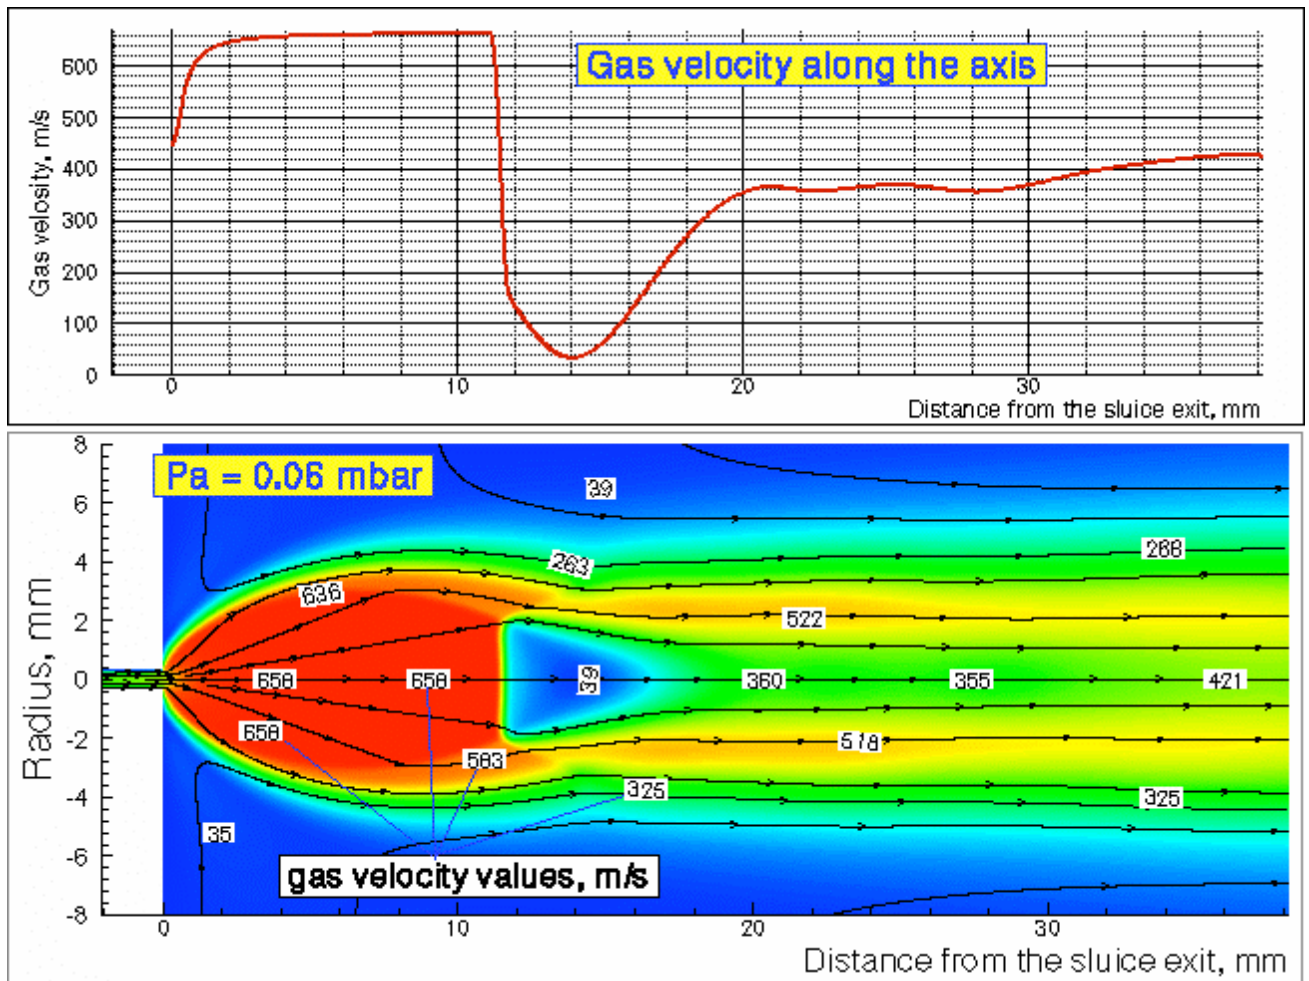 Gas velocity along the axis
Gas velosity, m/s
600
500
400
300
200
100
0
0 10 20 30
Distance from the sluice exit, mm
Pa = 0.06 mbar
Radius, mm
8
6
4
2
0
-2
-4
-6
-8
39
263
268
636
522
658 658 39 360 355 421
658
583
518
325
325
35
gas velocity values, m/s
0 10 20 30
Distance from the sluice exit, mm